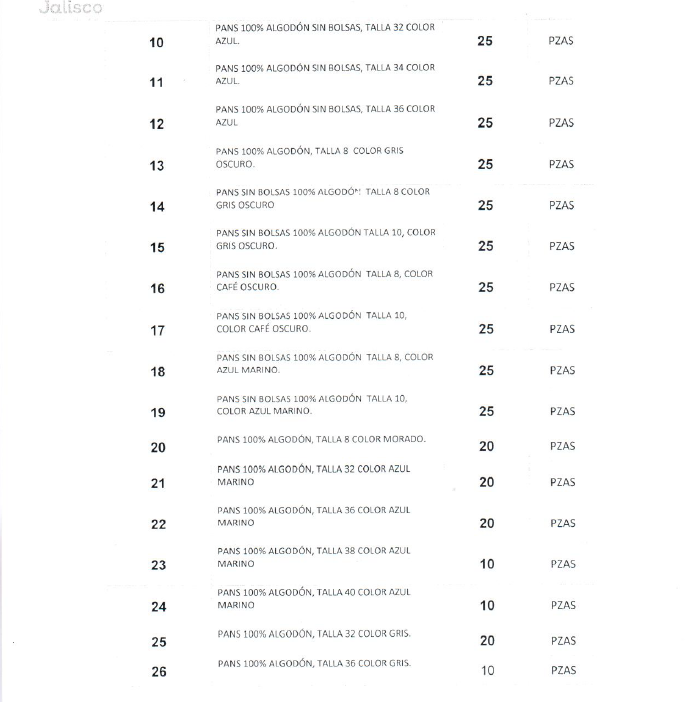 Jalisco
10 PANS 100% ALGODÓN SIN BOLSAS, TALLA 32 COLOR
AZUL. 25 PZAS
11 PANS 100% ALGODÓN SIN BOLSAS, TALLA 34 COLOR
AZUL. 25 PZAS
12 PANS 100% ALGODÓN SIN BOLSAS, TALLA 36 COLOR
AZUL 25 PZAS
13 PANS 100% ALGODÓN, TALLA 8 COLOR GRIS
OSCURO. 25 PZAS
14 PANS SIN BOLSAS 100% TALLA 8 COLOR
GRIS OSCURO 25 PZAS
15 PANS SIN BOLSAS 100% ALGODÓN TALLA 10, COLOR
GRIS OSCURO. 25 PZAS
16 PANS SIN BOLSAS 100% ALGODÓN TALLA 8, COLOR
CAFÉ OSCURO. 25 PZAS
17 PANS SIN BOLSAS 100% ALGODÓN TALLA 10,
COLOR CAFÉ OSCURO. 25 PZAS
18 PANS SIN BOLSAS 100% ALGODÓN TALLA 8, COLOR
AZUL MARINO. 25 PZAS
19 PANS SIN BOLSAS 100% ALGODÓN TALLA 10,
COLOR AZUL MARINO. 25 PZAS
20 PANS 100% ALGODÓN, TALLA 8 COLOR MORADO. 20 PZAS
21 PANS 100% ALGODÓN, TALLA 32 COLOR AZUL
MARINO 20 PZAS
22 PANS 100% ALGODÓN, TALLA 36 COLOR AZUL
MARINO 20 PZAS
23 PANS 100% ALGODÓN, TALLA 38 COLOR AZUL
MARINO 10 PZAS
24 PANS 100% ALGODÓN, TALLA 40 COLOR AZUL
MARINO 10 PZAS
25 PANS 100% ALGODÓN, TALLA 32 COLOR GRIS. 20 PZAS
26 PANS 100% ALGODÓN, TALLA 36 COLOR GRIS. 10 PZAS